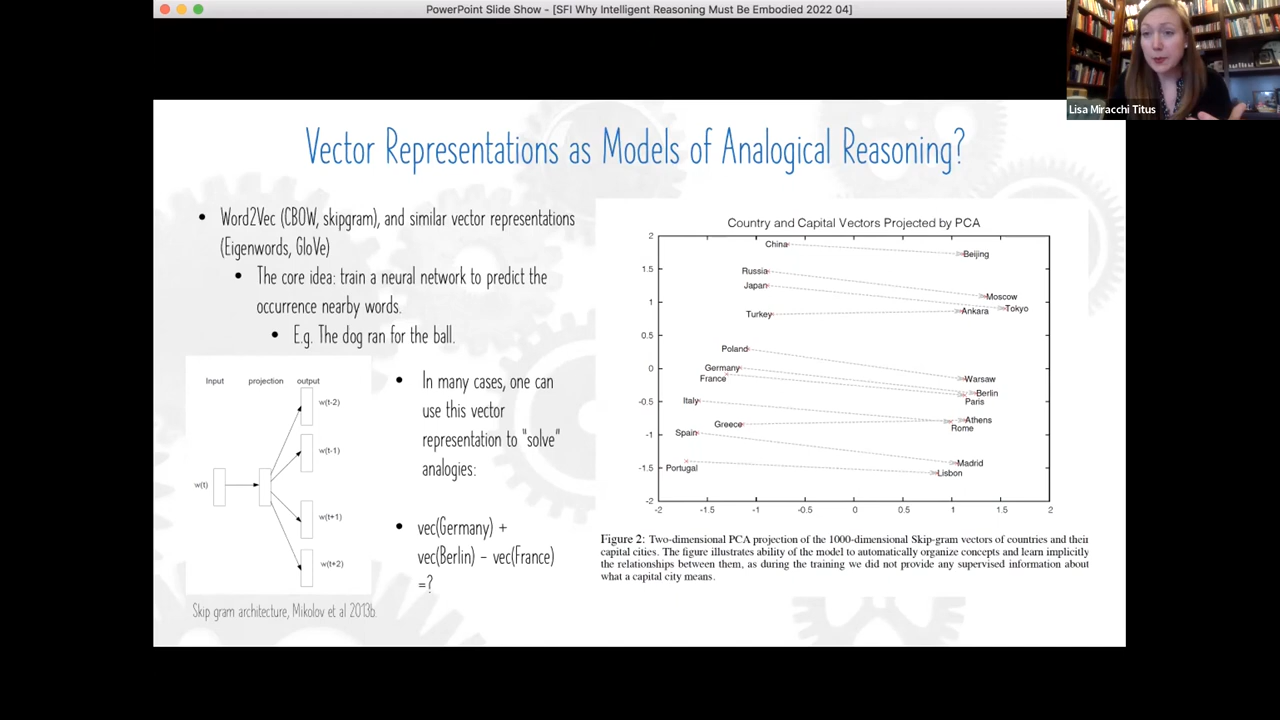 PowerPoint Slide Show - [SFI Why Intelligent Reasoning Must Be Embodied 2022 04]
Lisa Miracchi Titus
Vector Representations as Models of Analogical Reasoning?
• Word2Vec (CBOW, skipgram), and similar vector representations
(Eigenwords, GloVe)
• The core idea: train a neural network to predict the
occurrence nearby words.
• E.g. The dog ran for the ball.
Input projection output
w(t-2)
w(t-1)
w(t)
w(t+1)
w(t+2)
Skip gram architecture, Mikolov et al 2013b.
• In many cases, one can
use this vector
representation to "solve"
analogies:
• vec(Germany) +
vec(Berlin) – vec(France)
=?
Country and Capital Vectors Projected by PCA
2
China
Beijing
1.5
Russia
Japan
Moscow
1
Tokyo
Turkey
Ankara
0.5
Poland
0
Germany
France
Warsaw
Berlin
Paris
-0.5
Italy
Greece
Athens
Rome
-1
Spain
Madrid
-1.5
Portugal
Lisbon
-2
-2 -1.5 -1 -0.5 0 0.5 1 1.5 2
Figure 2: Two-dimensional PCA projection of the 1000-dimensional Skip-gram vectors of countries and their
capital cities. The figure illustrates ability of the model to automatically organize concepts and learn implicitly
the relationships between them, as during the training we did not provide any supervised information about
what a capital city means.